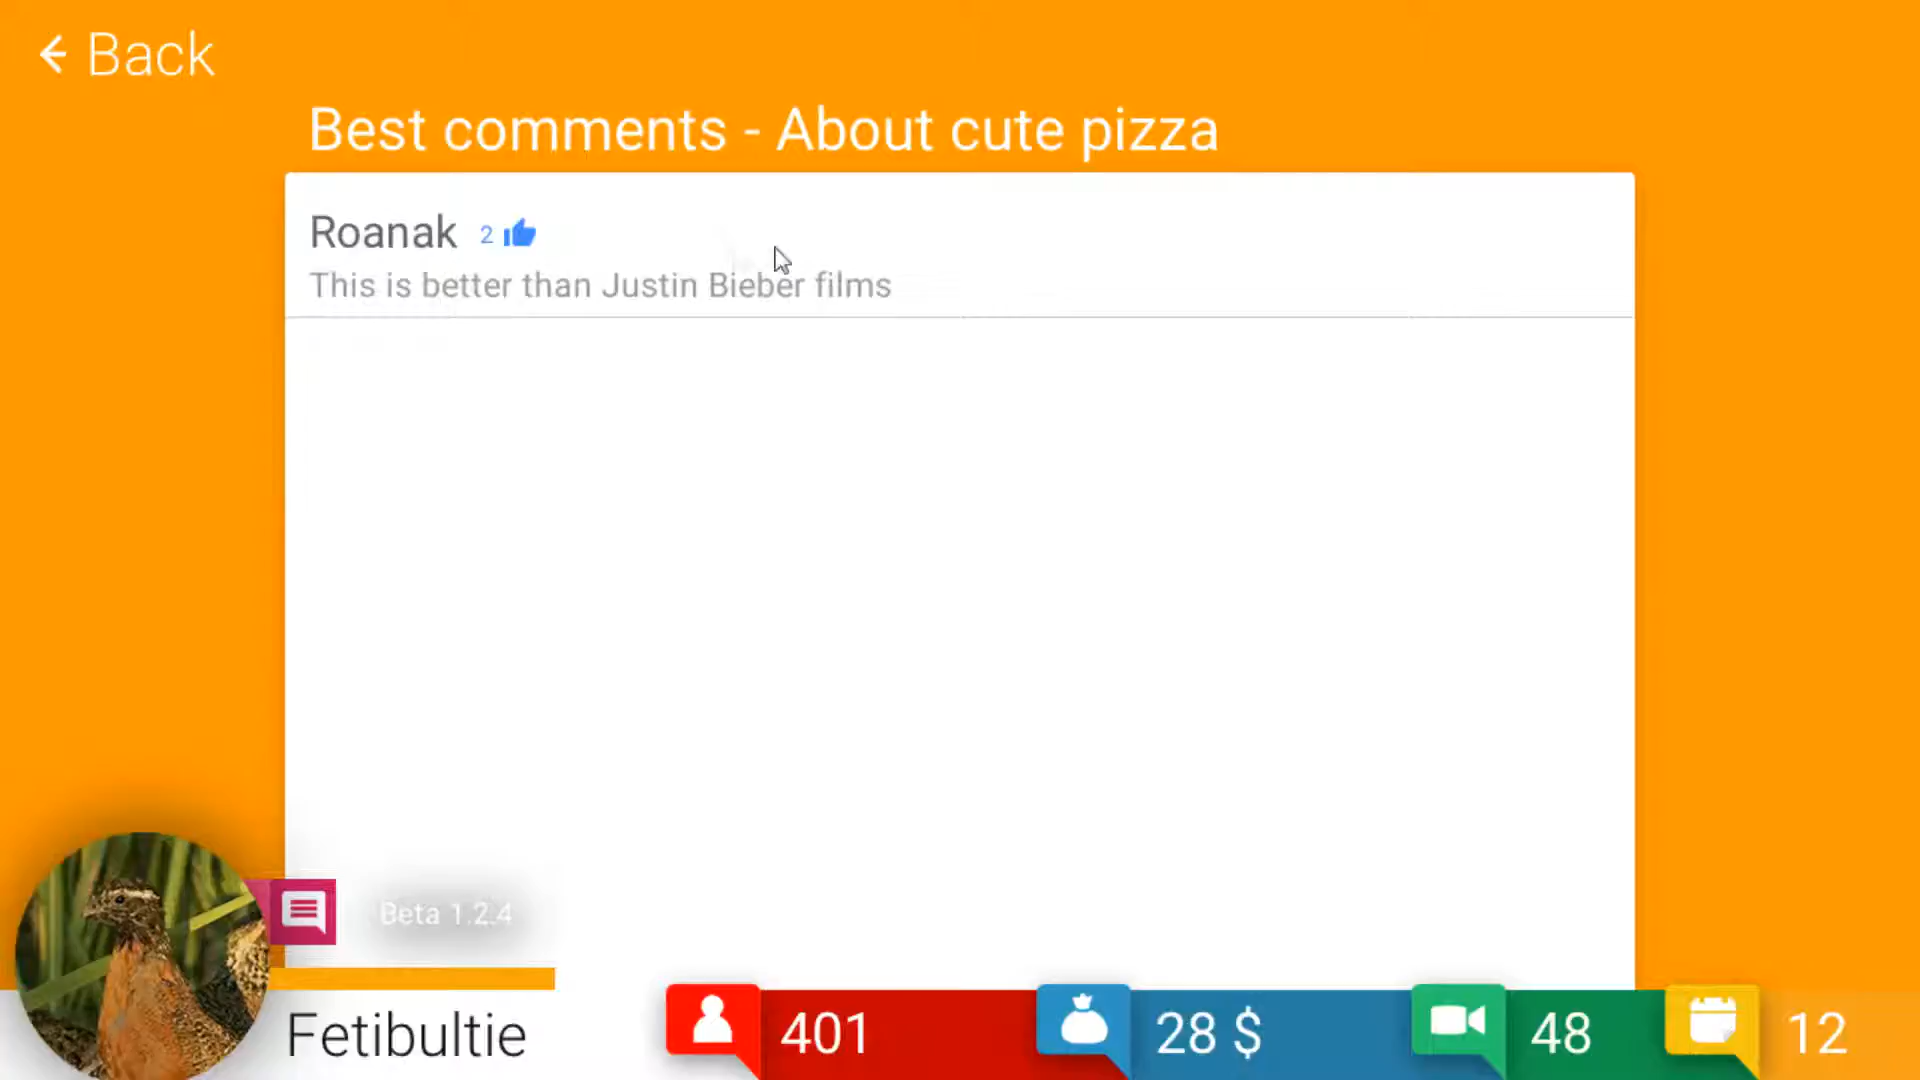 Back
Best comments - About cute pizza
Roanak 2
This is better than Justin Bieber films
Beta 1.2.4
Fetibultie
401
28 $
48
12